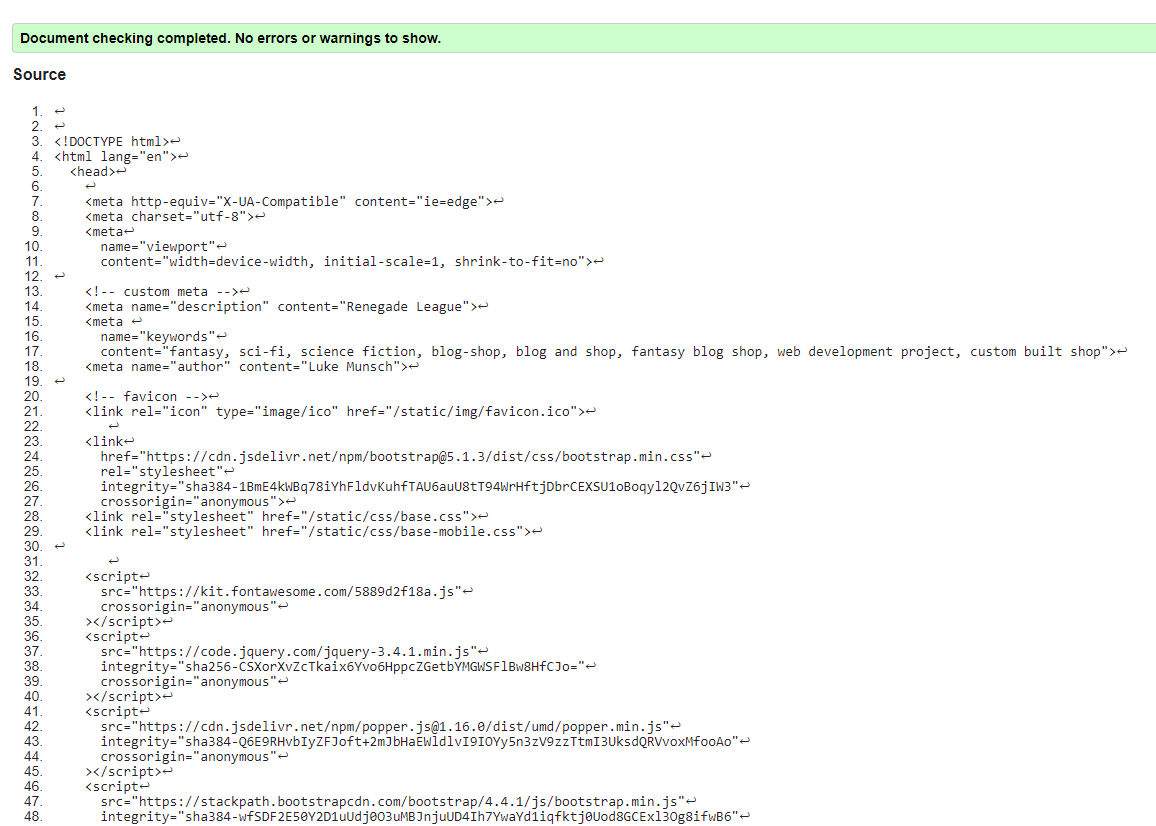 Document checking completed. No errors or warnings to show.
Source
1. ↩
2. ↩
3. <!DOCTYPE html>↩
4. <html lang="en">↩
5. <head>↩
6. ↩
7. <meta http-equiv="X-UA-Compatible" content="ie=edge">↩
8. <meta charset="utf-8">↩
9. <meta↩
10. name="viewport"↩
11. content="width=device-width, initial-scale=1, shrink-to-fit=no">↩
12. ↩
13. <!-- custom meta -->↩
14. <meta name="description" content="Renegade League">↩
15. <meta ↩
16. name="keywords"↩
17. content="fantasy, sci-fi, science fiction, blog-shop, blog and shop, fantasy blog shop, web development project, custom built shop">↩
18. <meta name="author" content="Luke Munsch">↩
19. ↩
20. <!-- favicon -->↩
21. <link rel="icon" type="image/ico" href="/static/img/favicon.ico">↩
22. ↩
23. <link↩
24. href="https://cdn.jsdelivr.net/npm/bootstrap@5.1.3/dist/css/bootstrap.min.css"↩
25. rel="stylesheet"↩
26. integrity="sha384-1BmE4kWBq78iYhFldvKuhfTAU6auU8tT94WrHftjDbrCEXSU1oBoqyl2QvZ6jIW3"↩
27. crossorigin="anonymous">↩
28. <link rel="stylesheet" href="/static/css/base.css">↩
29. <link rel="stylesheet" href="/static/css/base-mobile.css">↩
30. ↩
31. ↩
32. <script↩
33. src="https://kit.fontawesome.com/5889d2f18a.js"↩
34. crossorigin="anonymous"↩
35. ></script>↩
36. <script↩
37. src="https://code.jquery.com/jquery-3.4.1.min.js"↩
38. integrity="sha256-CSXorXvZcTkaix6Yvo6HppcZGetbYMGWSFlBw8HfCJo="↩
39. crossorigin="anonymous"↩
40. ></script>↩
41. <script↩
42. src="https://cdn.jsdelivr.net/npm/popper.js@1.16.0/dist/umd/popper.min.js"↩
43. integrity="sha384-Q6E9RHvbIyZFJoft+2mJbHaEWldlvI9IOYy5n3zV9zzTtmI3UksdQRVvoxMfooAo"↩
44. crossorigin="anonymous"↩
45. ></script>↩
46. <script↩
47. src="https://stackpath.bootstrapcdn.com/bootstrap/4.4.1/js/bootstrap.min.js"↩
48. integrity="sha384-wfSDF2E50Y2D1uUdj0O3uMBJnjuUD4Ih7YwaYd1iqfktj0Uod8GCExl3Og8ifwB6"↩